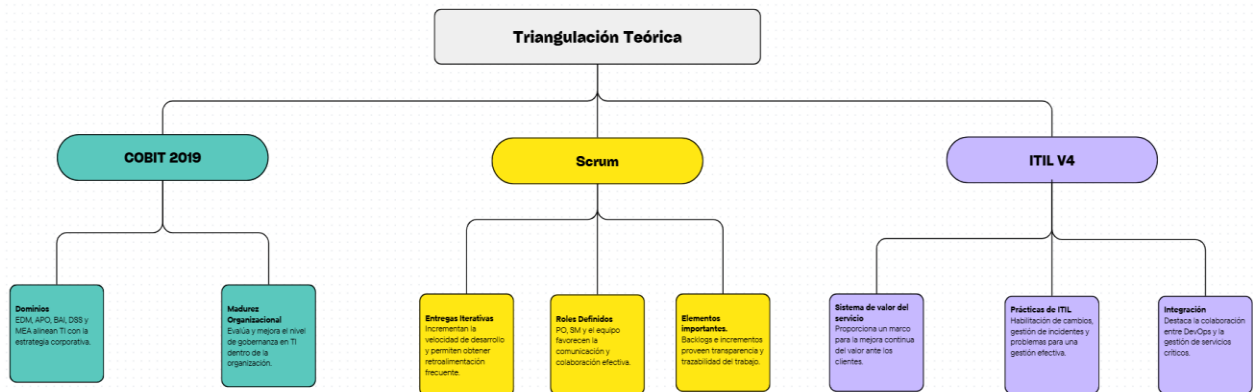 Triangulación Teórica
COBIT 2019
Scrum
ITIL V4
Dominios
EDM, APO, BAI, DSS y
MEA alinean TI con la
estrategia corporativa.
Madurez
Organizacional
Evalúa y mejora el nivel
de gobernanza en TI
dentro de la
organización.
Entregas Iterativas
Incrementan la
velocidad de desarrollo
y permiten obtener
retroalimentación
frecuente.
Roles Definidos
PO, SM y el equipo
favorecen la
comunicación y
colaboración efectiva.
Elementos
importantes.
Backlogs e incrementos
proveen transparencia y
trazabilidad del trabajo.
Sistema de valor del
servicio
Proporciona un marco
para la mejora continua
del valor ante los
clientes.
Prácticas de ITIL
Habilitación de cambios,
gestión de incidentes y
problemas para una
gestión efectiva.
Integración
Destaca la colaboración
entre DevOps y la
gestión de servicios
críticos.